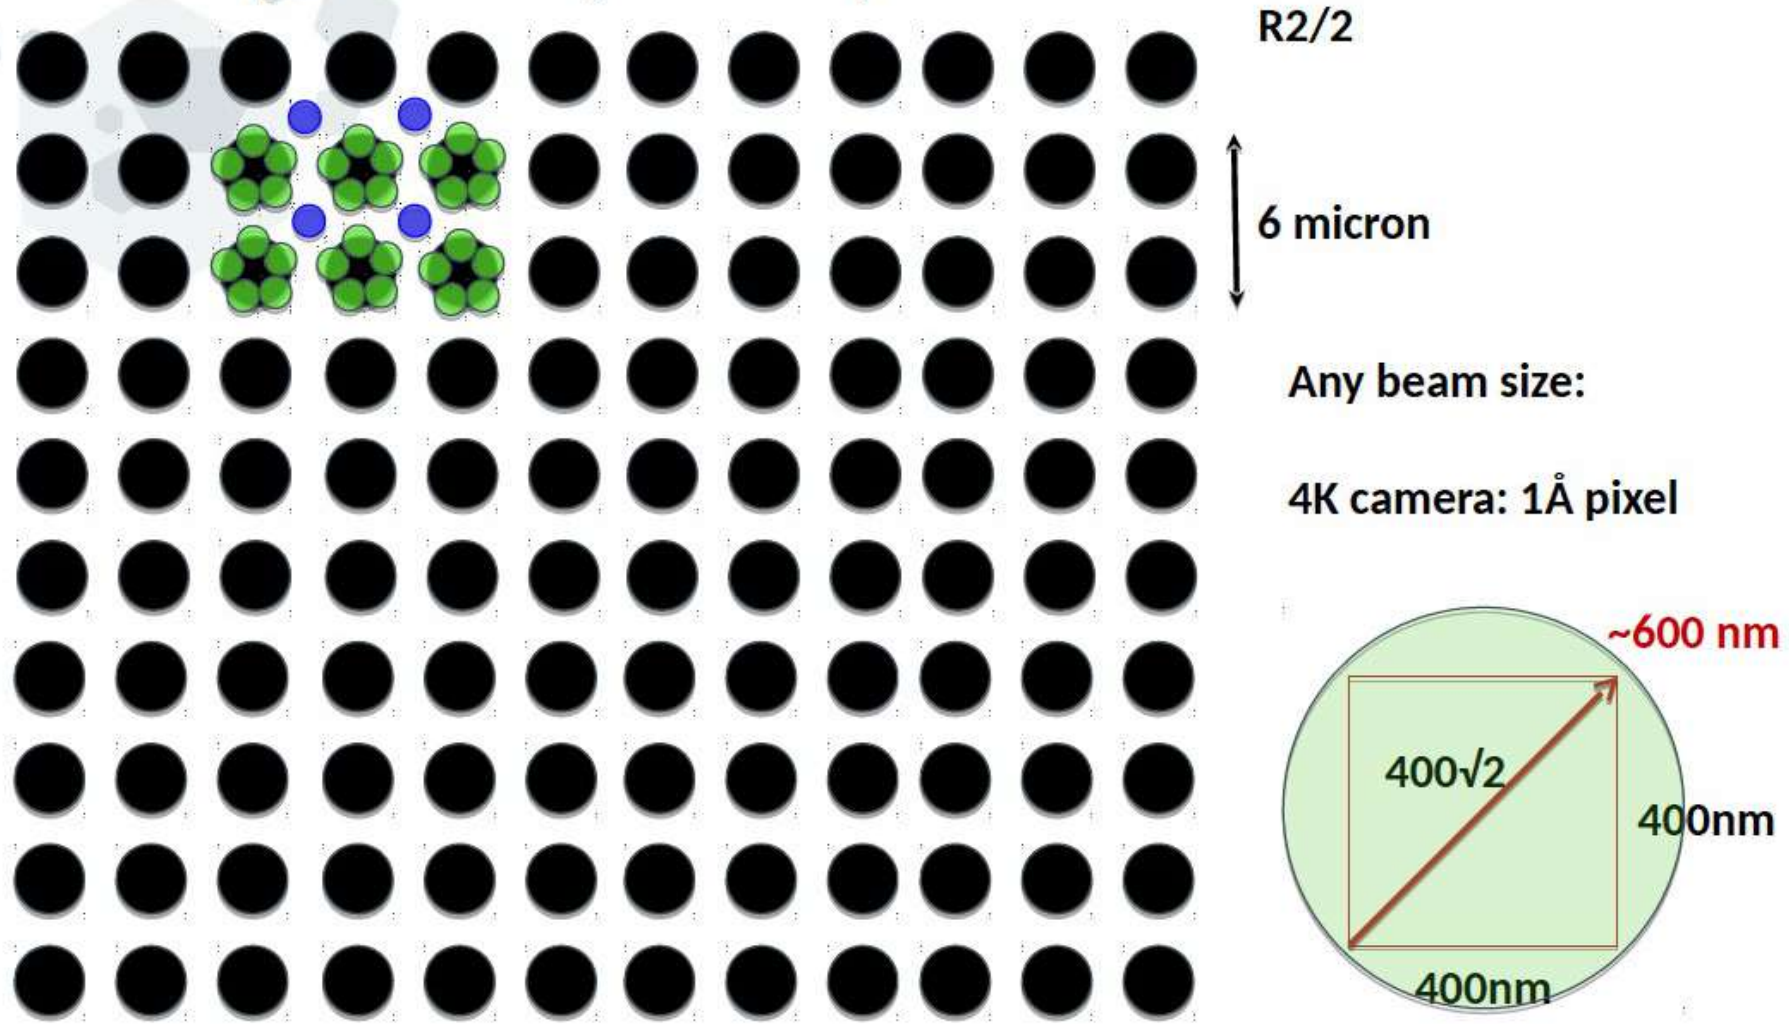 R2/2
6 micron
Any beam size:
4K camera: 1Å pixel
~600 nm
400√2
400nm
400nm